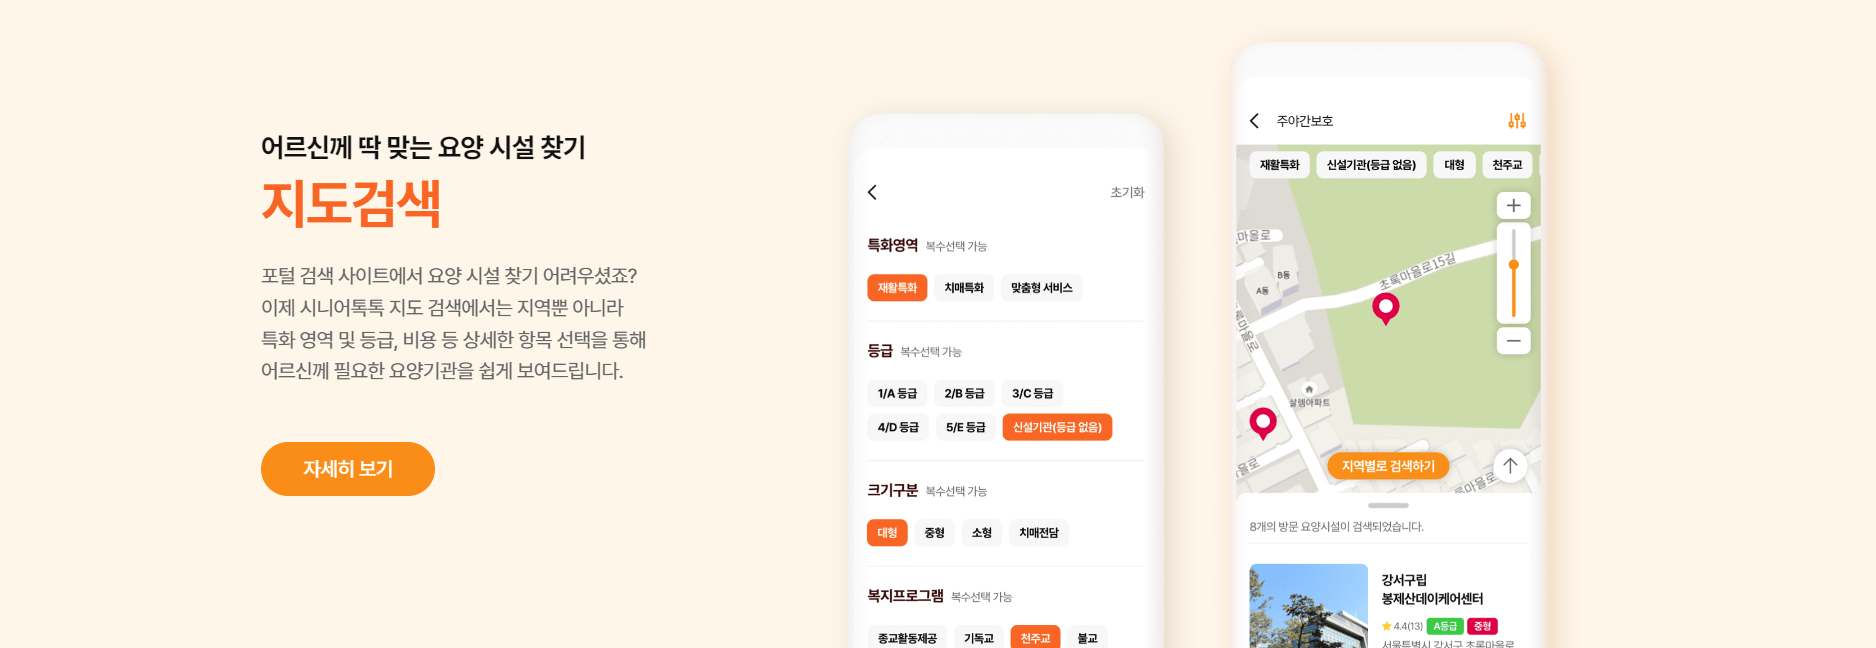 어르신께 딱 맞는 요양 시설 찾기
지도검색
포털 검색 사이트에서 요양 시설 찾기 어려우셨죠?
이제 시니어톡톡 지도 검색에서는 지역뿐 아니라
특화 영역 및 등급, 비용 등 상세한 항목 선택을 통해
어르신께 필요한 요양기관을 쉽게 보여드립니다.
자세히 보기
초기화
특화영역 복수선택 가능
재활특화 치매특화 맞춤형 서비스
등급 복수선택 가능
1/A 등급 2/B 등급 3/C 등급
4/D 등급 5/E 등급 신설기관(등급 없음)
크기구분 복수선택 가능
대형 중형 소형 치매전담
복지프로그램 복수선택 가능
종교활동제공 기독교 천주교 불교
주야간보호
재활특화 신설기관(등급 없음) 대형 천주교
록마을로
B동
A동
초록마을로15길
초록마을로
살렘아파트
을로
초록마을로
지역별로 검색하기
8개의 방문 요양시설이 검색되었습니다.
강서구립
봉제산데이케어센터
4.4(13) A등급 중형
서울특별시 강서구 초록마을로